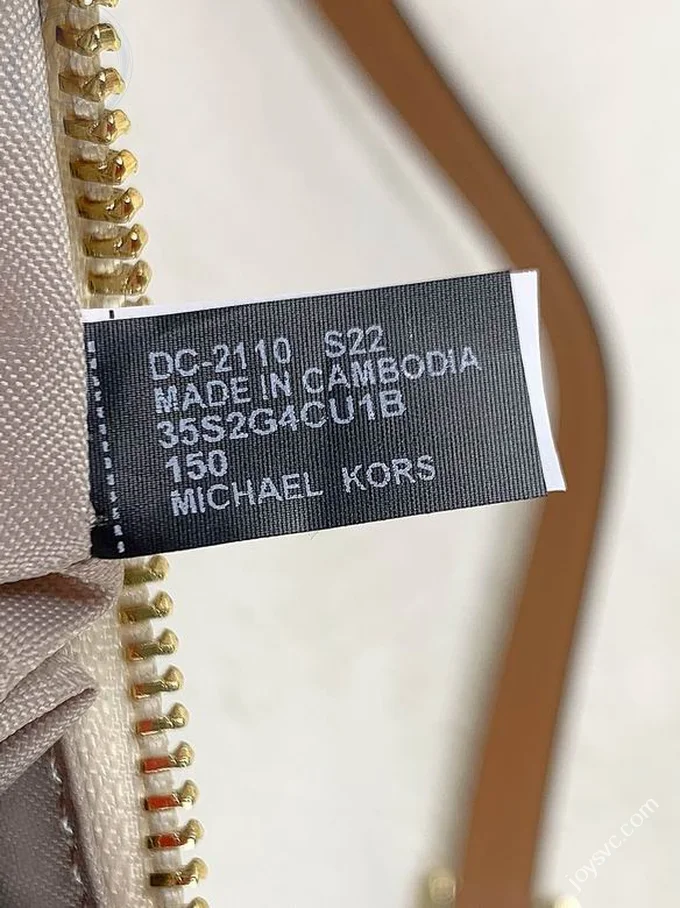 DC-2110 S22
MADE IN CAMBODIA
35S2G4CU1B
150
MICHAEL KORS
joysvc.com